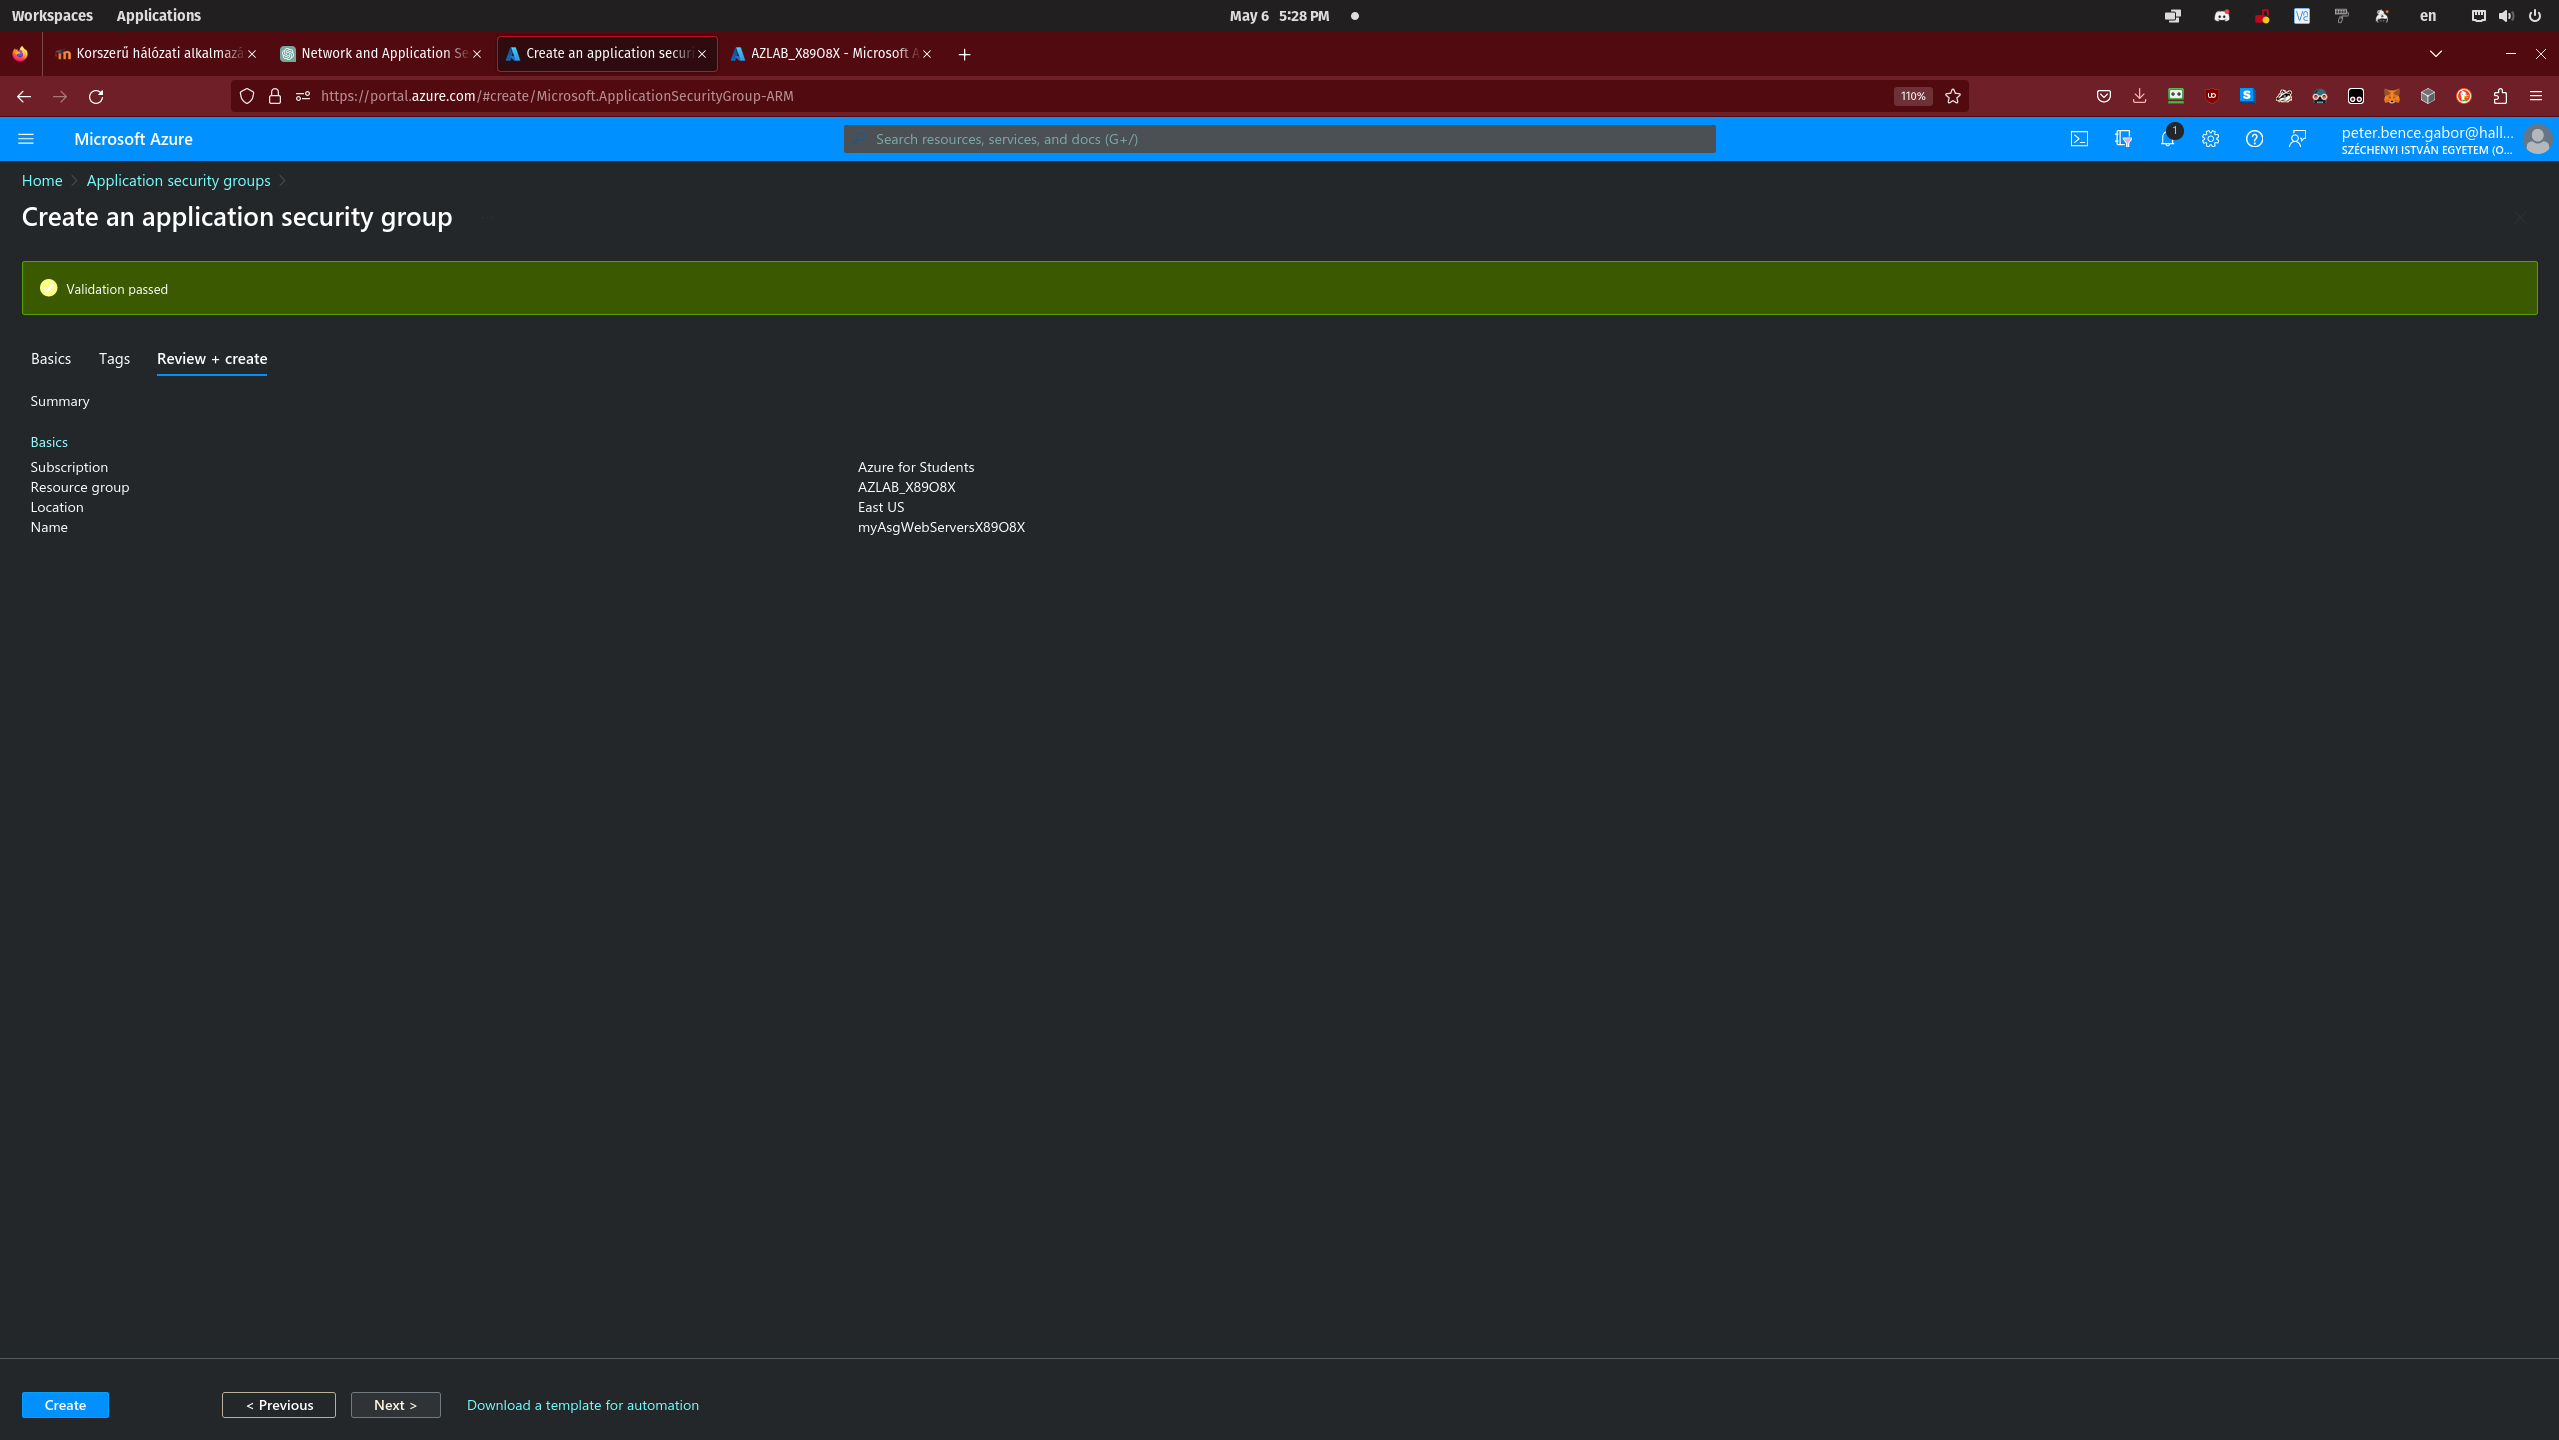 Workspaces Applications May 6 5:28 PM en
Korszerű hálózati alkalmazá Network and Application Se Create an application securi AZLAB_X89O8X - Microsoft A
https://portal.azure.com/#create/Microsoft.ApplicationSecurityGroup-ARM 110%
Microsoft Azure Search resources, services, and docs (G+/) 1 peter.bence.gabor@hall...
SZÉCHENYI ISTVÁN EGYETEM (O...
Home Application security groups
Create an application security group
Validation passed
Basics Tags Review + create
Summary
Basics
Subscription Azure for Students
Resource group AZLAB_X89O8X
Location East US
Name myAsgWebServersX89O8X
Create < Previous Next > Download a template for automation